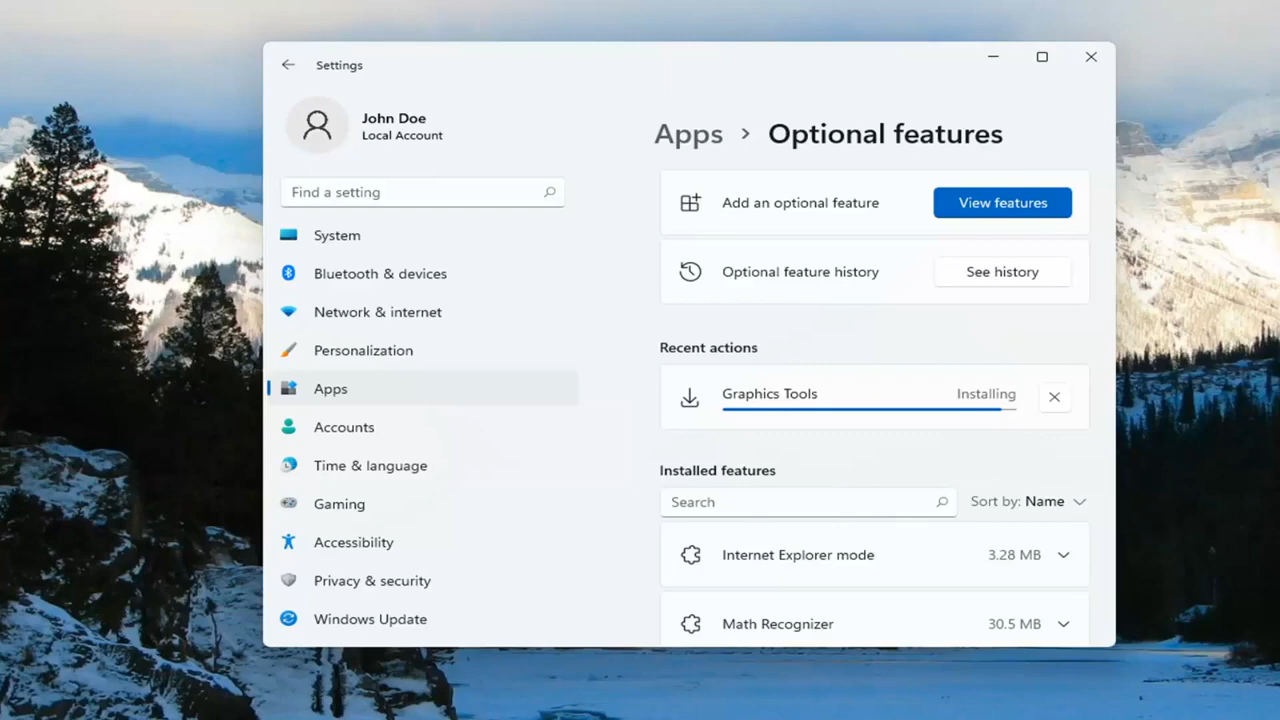 Settings
John Doe
Local Account
Find a setting
System
Bluetooth & devices
Network & internet
Personalization
Apps
Accounts
Time & language
Gaming
Accessibility
Privacy & security
Windows Update
Apps > Optional features
Add an optional feature View features
Optional feature history See history
Recent actions
Graphics Tools Installing
Installed features
Search Sort by: Name
Internet Explorer mode 3.28 MB
Math Recognizer 30.5 MB